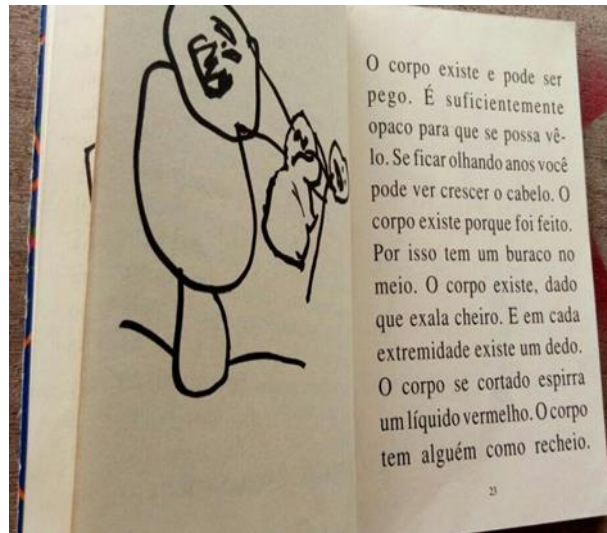 O corpo existe e pode ser
pego. É suficientemente
opaco para que se possa vê-
lo. Se ficar olhando anos você
pode ver crescer o cabelo. O
corpo existe porque foi feito.
Por isso tem um buraco no
meio. O corpo existe, dado
que exala cheiro. E em cada
extremidade existe um dedo.
O corpo se cortado espirra
um líquido vermelho. O corpo
tem alguém como recheio.
23